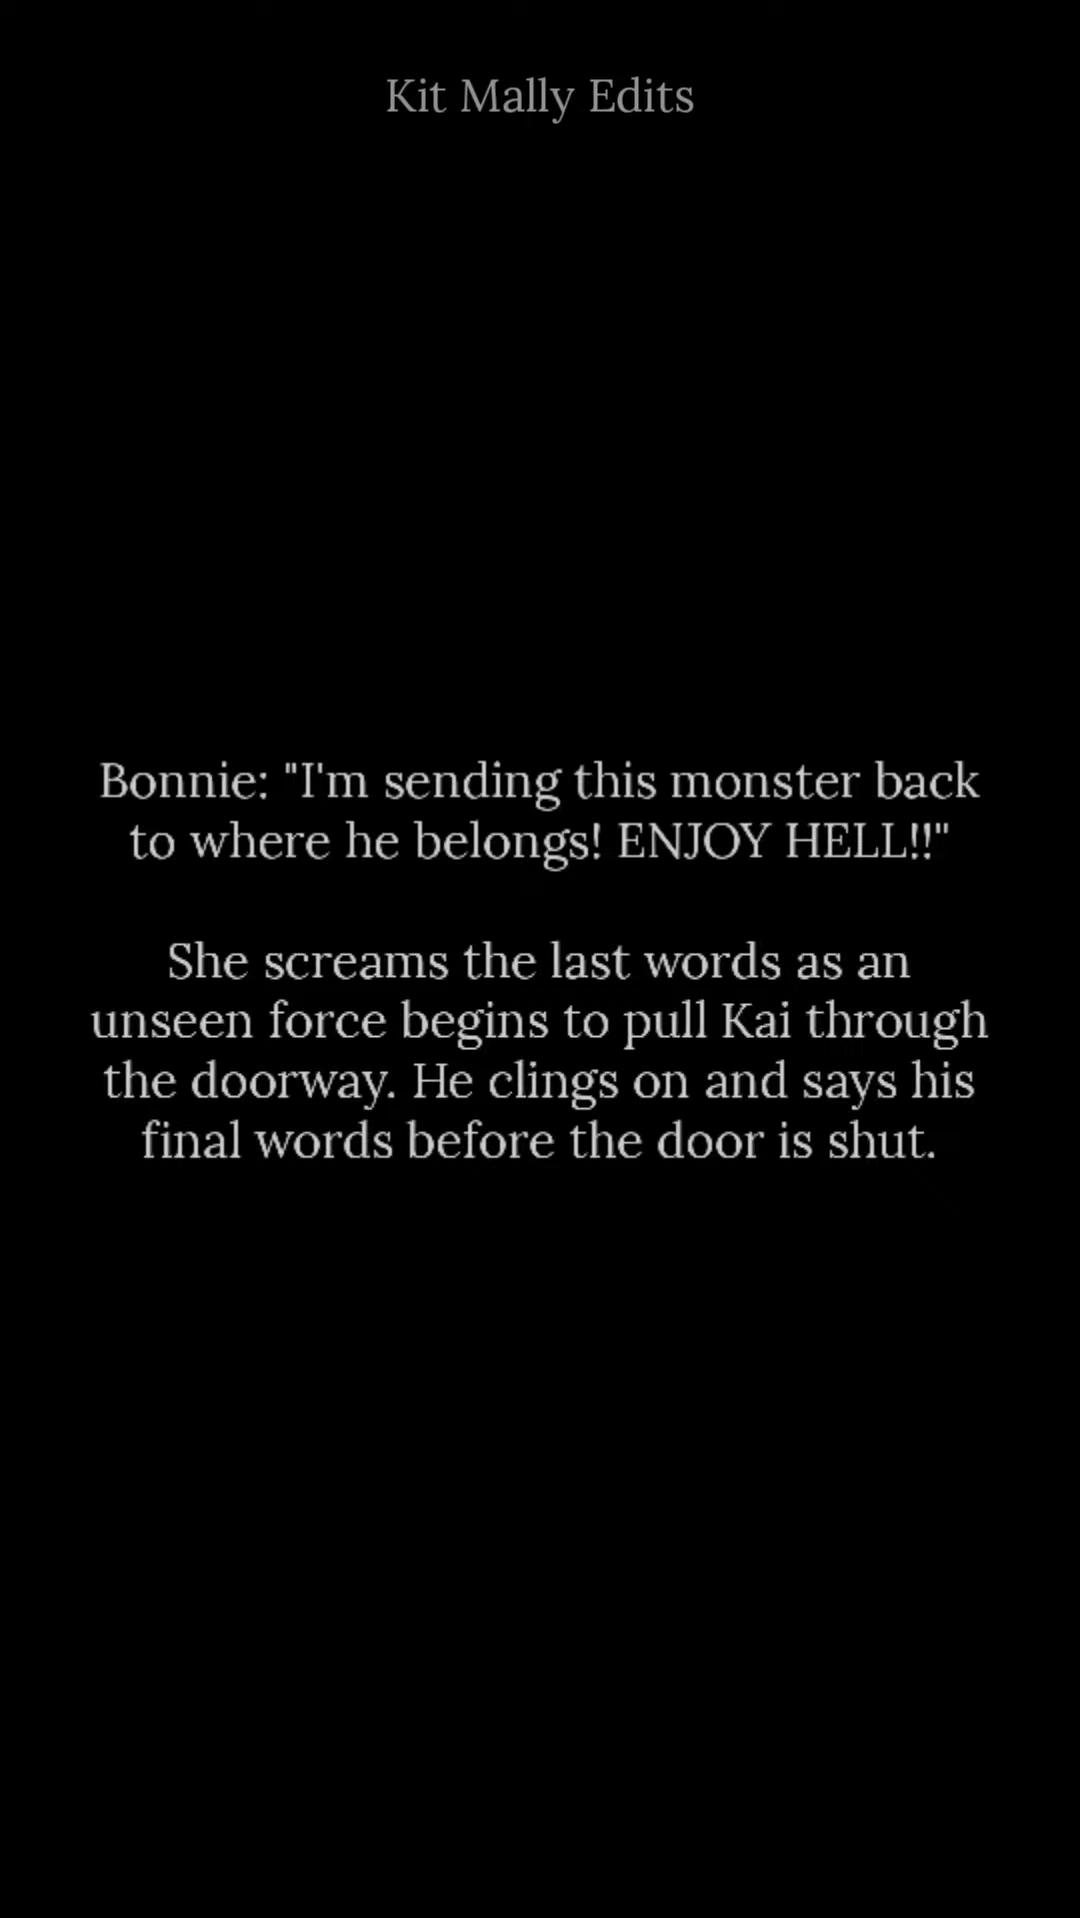 Kit Mally Edits
Bonnie: "I'm sending this monster back
to where he belongs! ENJOY HELL!!"
She screams the last words as an
unseen force begins to pull Kai through
the doorway. He clings on and says his
final words before the door is shut.